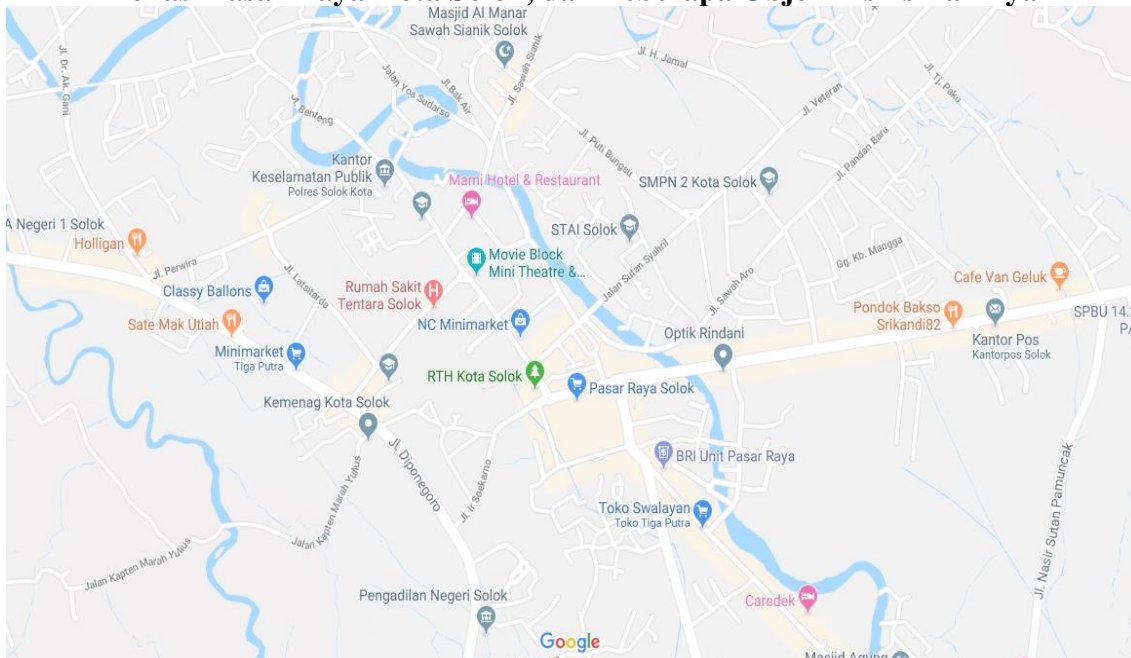 Masjid Al Manar
Sawah Sianik Solok
Jl. Dr. Ak. Gani
Jl. Benteng
Jalan Yos Sudarso
Jl.Bak Air
Jl. Sawah Sianik
Jl. H. Jamal
Jl. Veteran
Jl. Tj. Paku
Jl. Pandan Baru
Jl. Puti Bungsu
Kantor
Keselamatan Publik
Polres Solok Kota
Mami Hotel & Restaurant
SMPN 2 Kota Solok
STAI Solok
A Negeri 1 Solok
Holligan
Jl. Perwira
Movie Block
Mini Theatre &...
Jalan Sutan Syahril
Gg. Kb. Mangga
Jl. Sawah Aro
Cafe Van Geluk
Classy Ballons
Jl. Latsitarda
Rumah Sakit
Tentara Solok
Pondok Bakso
Srikandi82
SPBU 14.
Kantor Pos
Kantorpos Solok
Sate Mak Utiah
NC Minimarket
Optik Rindani
Minimarket
Tiga Putra
RTH Kota Solok
Pasar Raya Solok
Kemenag Kota Solok
Jl. Diponegoro
Jl. Ir Soekarno
BRI Unit Pasar Raya
Jalan Kapten Marah Yulius
Jalan Kapten Marah Yulius
Toko Swalayan
Toko Tiga Putra
Jl. Nasir Sutan Pamuncak
Pengadilan Negeri Solok
Caredek
Google
Masjid Agung